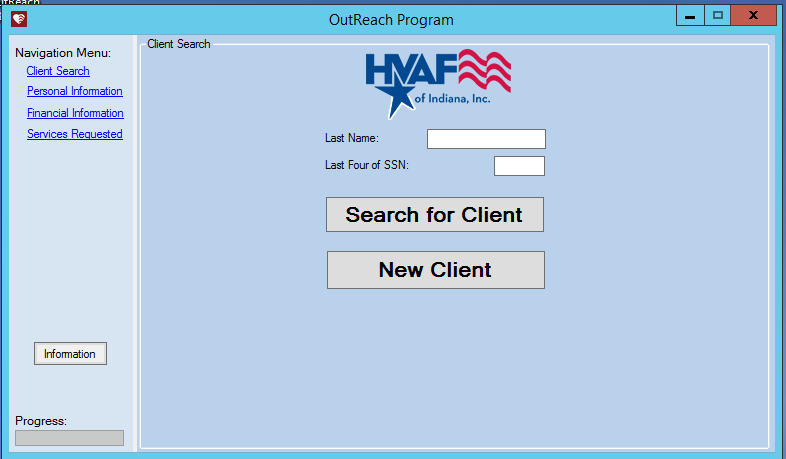 OutReach
OutReach Program
Navigation Menu:
Client Search
Personal Information
Financial Information
Services Requested
Information
Progress:
Client Search
HVAF
of Indiana, Inc.
Last Name:
Last Four of SSN:
Search for Client
New Client